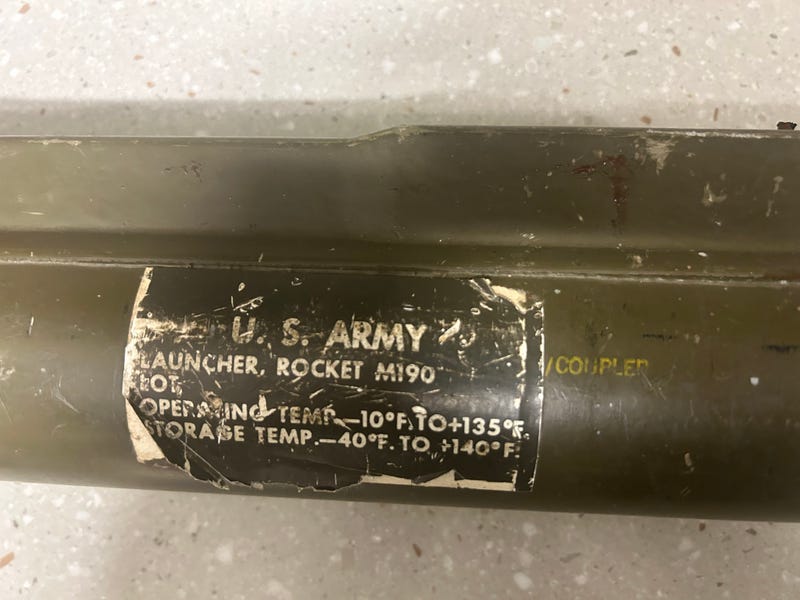 U. S. ARMY
LAUNCHER, ROCKET M190
LOT
OPERATING TEMP.—10°F. TO+135°F.
STORAGE TEMP.—40°F. TO +140°F.
/COUPLER